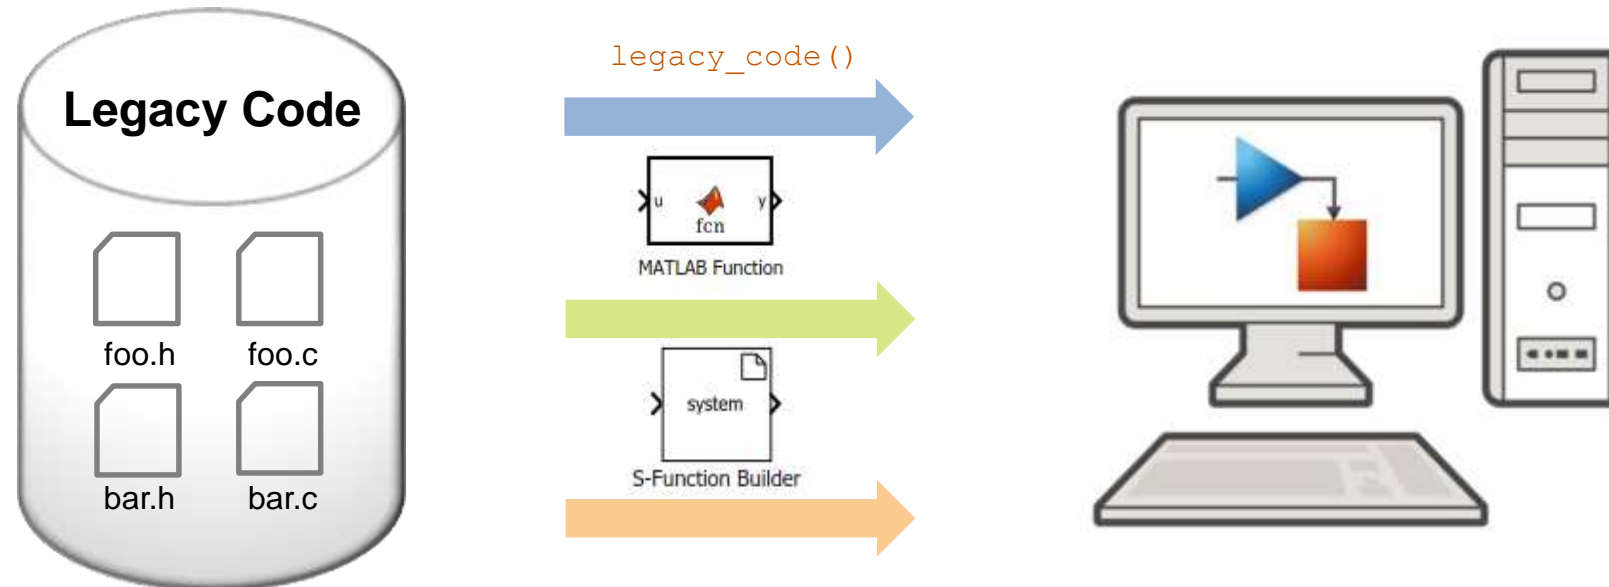 Legacy Code
foo.h
foo.c
bar.h
bar.c
legacy_code()
u
fcn
y
MATLAB Function
system
S-Function Builder